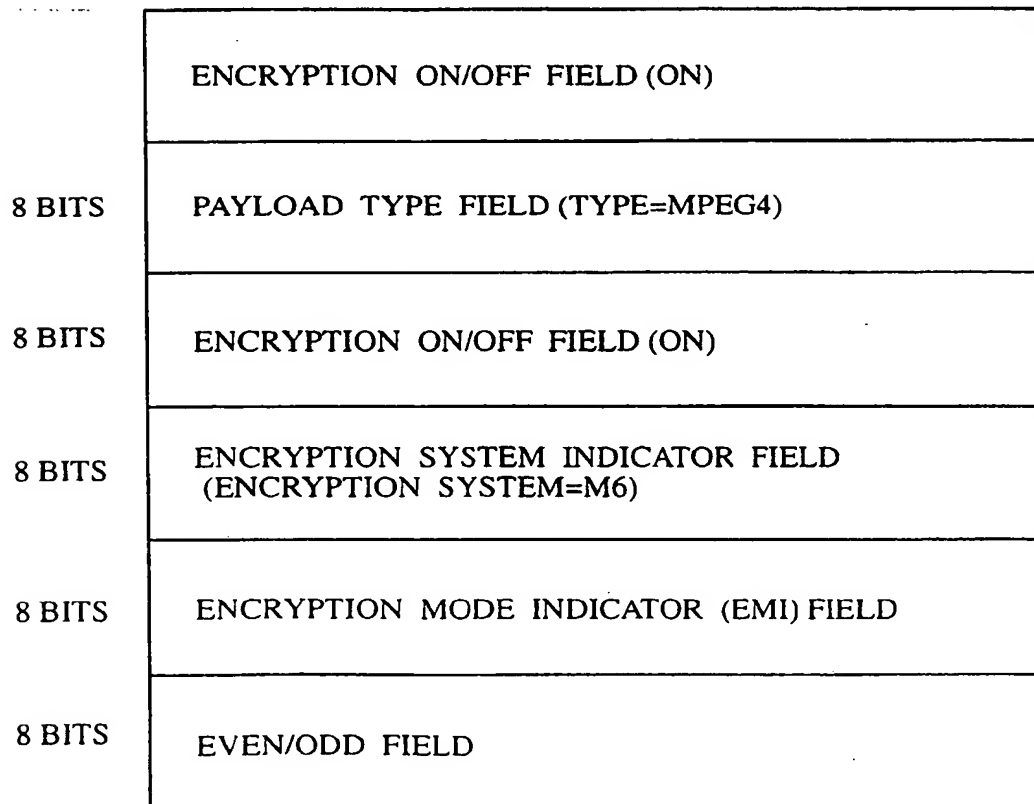 ENCRYPTION ON/OFF FIELD (ON)
8 BITS PAYLOAD TYPE FIELD (TYPE=MPEG4)
8 BITS ENCRYPTION ON/OFF FIELD (ON)
8 BITS ENCRYPTION SYSTEM INDICATOR FIELD
(ENCRYPTION SYSTEM=M6)
8 BITS ENCRYPTION MODE INDICATOR (EMI) FIELD
8 BITS EVEN/ODD FIELD